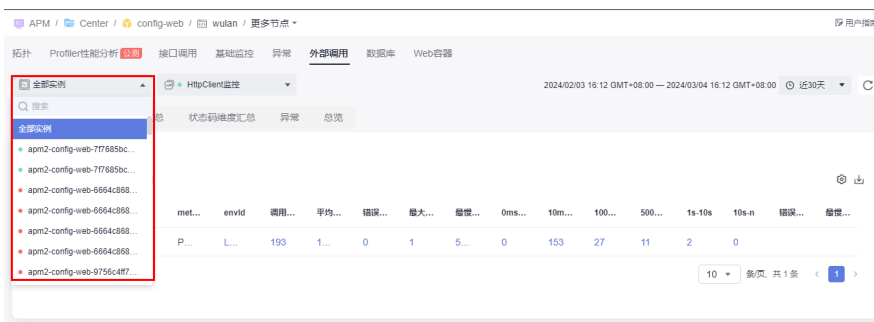 APM / Center / config-web / wulan / 更多节点 用户指南
拓扑 Profiler性能分析 公测 接口调用 基础监控 异常 外部调用 数据库 Web容器
全部实例 HttpClient监控 2024/02/03 16:12 GMT+08:00 — 2024/03/04 16:12 GMT+08:00 近30天
搜索 总 状态码维度汇总 异常 总览
全部实例
apm2-config-web-7f7685bc...
apm2-config-web-7f7685bc...
apm2-config-web-6664c868...
apm2-config-web-6664c868... met... envId 调用... 平均... 错误... 最大... 最慢... 0ms... 10m... 100... 500... 1s-10s 10s-n 错误... 最慢...
apm2-config-web-6664c868... P... L... 193 1... 0 1 5... 0 153 27 11 2 0
apm2-config-web-6664c868...
apm2-config-web-9756c4ff7... 10 条/页, 共 1 条 < 1 >